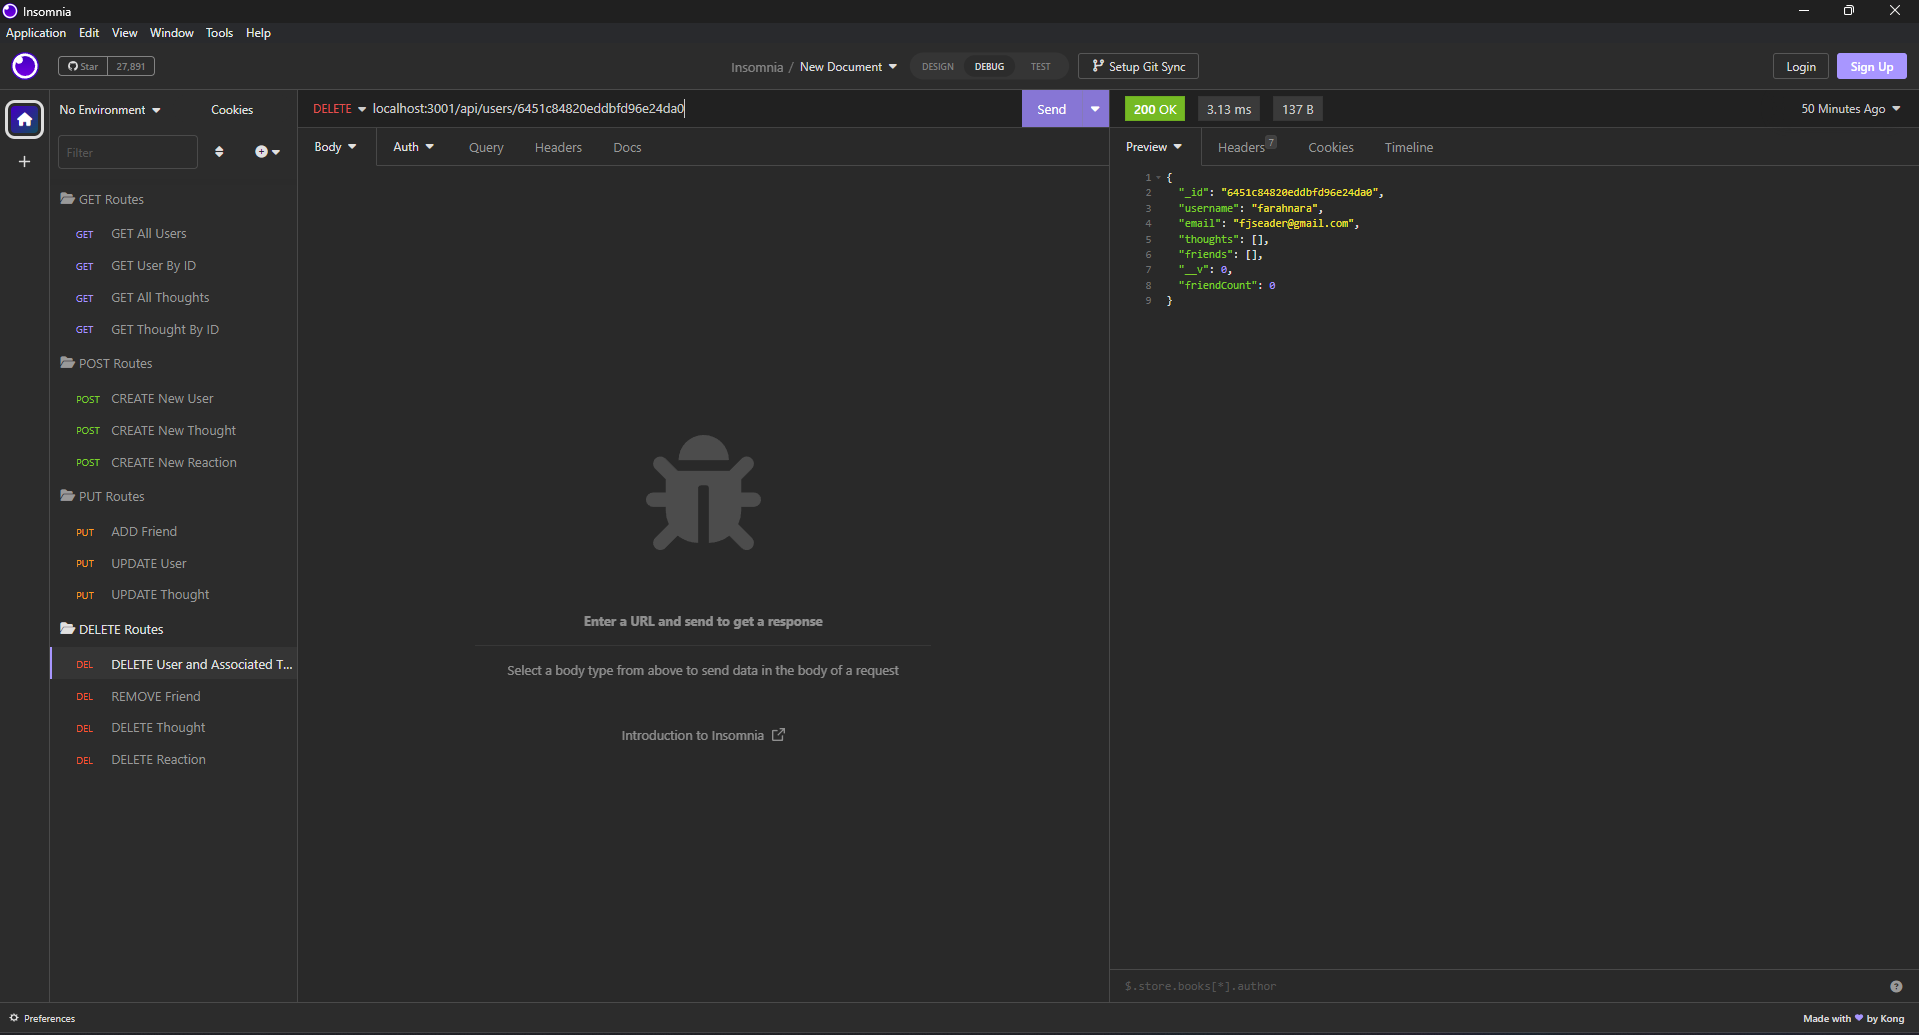 Insomnia
Application Edit View Window Tools Help
Star 27,891
Insomnia / New Document DESIGN DEBUG TEST Setup Git Sync Login Sign Up
No Environment Cookies
DELETE localhost:3001/api/users/6451c84820eddbfd96e24da0 Send
200 OK 3.13 ms 137 B 50 Minutes Ago
Filter
Body Auth Query Headers Docs
Preview Headers 7 Cookies Timeline
GET Routes
GET GET All Users
GET GET User By ID
GET GET All Thoughts
GET GET Thought By ID
POST Routes
POST CREATE New User
POST CREATE New Thought
POST CREATE New Reaction
PUT Routes
PUT ADD Friend
PUT UPDATE User
PUT UPDATE Thought
DELETE Routes
DEL DELETE User and Associated T...
DEL REMOVE Friend
DEL DELETE Thought
DEL DELETE Reaction
Enter a URL and send to get a response
Select a body type from above to send data in the body of a request
Introduction to Insomnia
1 {
2 "_id": "6451c84820eddbfd96e24da0",
3 "username": "farahnara",
4 "email": "fjseader@gmail.com",
5 "thoughts": [],
6 "friends": [],
7 "__v": 0,
8 "friendCount": 0
9 }
$.store.books[*].author
Preferences
Made with by Kong